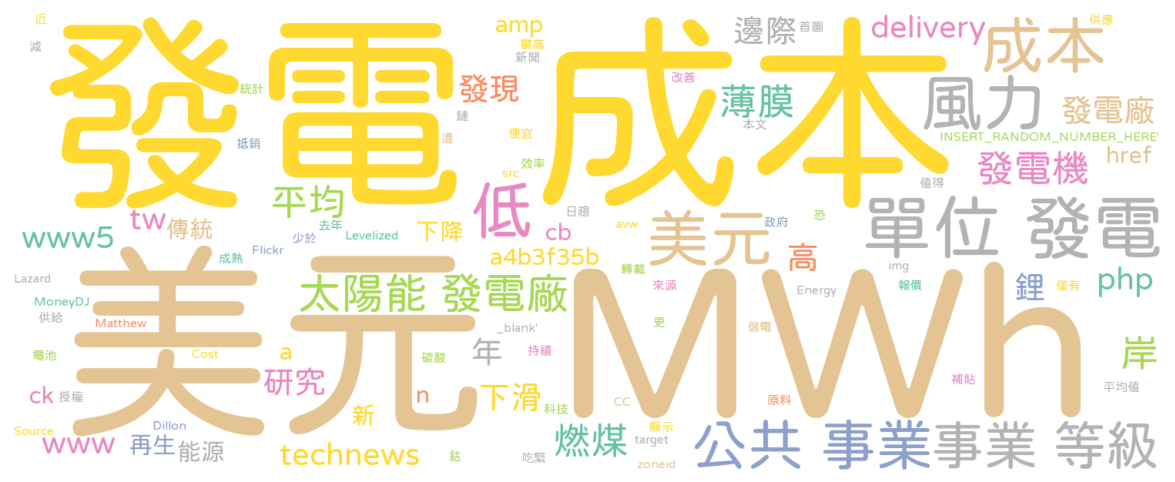 近
減
發電 成本
統計
抵銷
amp
攀高
新聞
發現
鏈
遭
便宜
效率
src
改善
邊際
首圖
薄膜
本文
delivery
成本
供應
風力
發電廠
INSERT_RANDOM_NUMBER_HERE'
href
發電機
值得
平均
去年
tw
傳統
www5
成熟
Flickr
少於
Levelized
下降
低
cb
日趨
a4b3f35b
avw
美元
政府
恐
高
單位 發電
Lazard
MoneyDJ
供給
Matthew
美元 MWh
太陽能 發電廠
轉載
來源
更
img
Energy
報價
鋰
僅有
php
儲電
_blank'
年
持續
碳酸
電池
Cost
a
研究
ck
授權
n
下滑
科技
新
CC
顯示
原料
補貼
岸
平均值
Source
www
Dillon
再生
能源
technews
鈷
吃緊
燃煤
target
zoneid
公共 事業
事業 等級